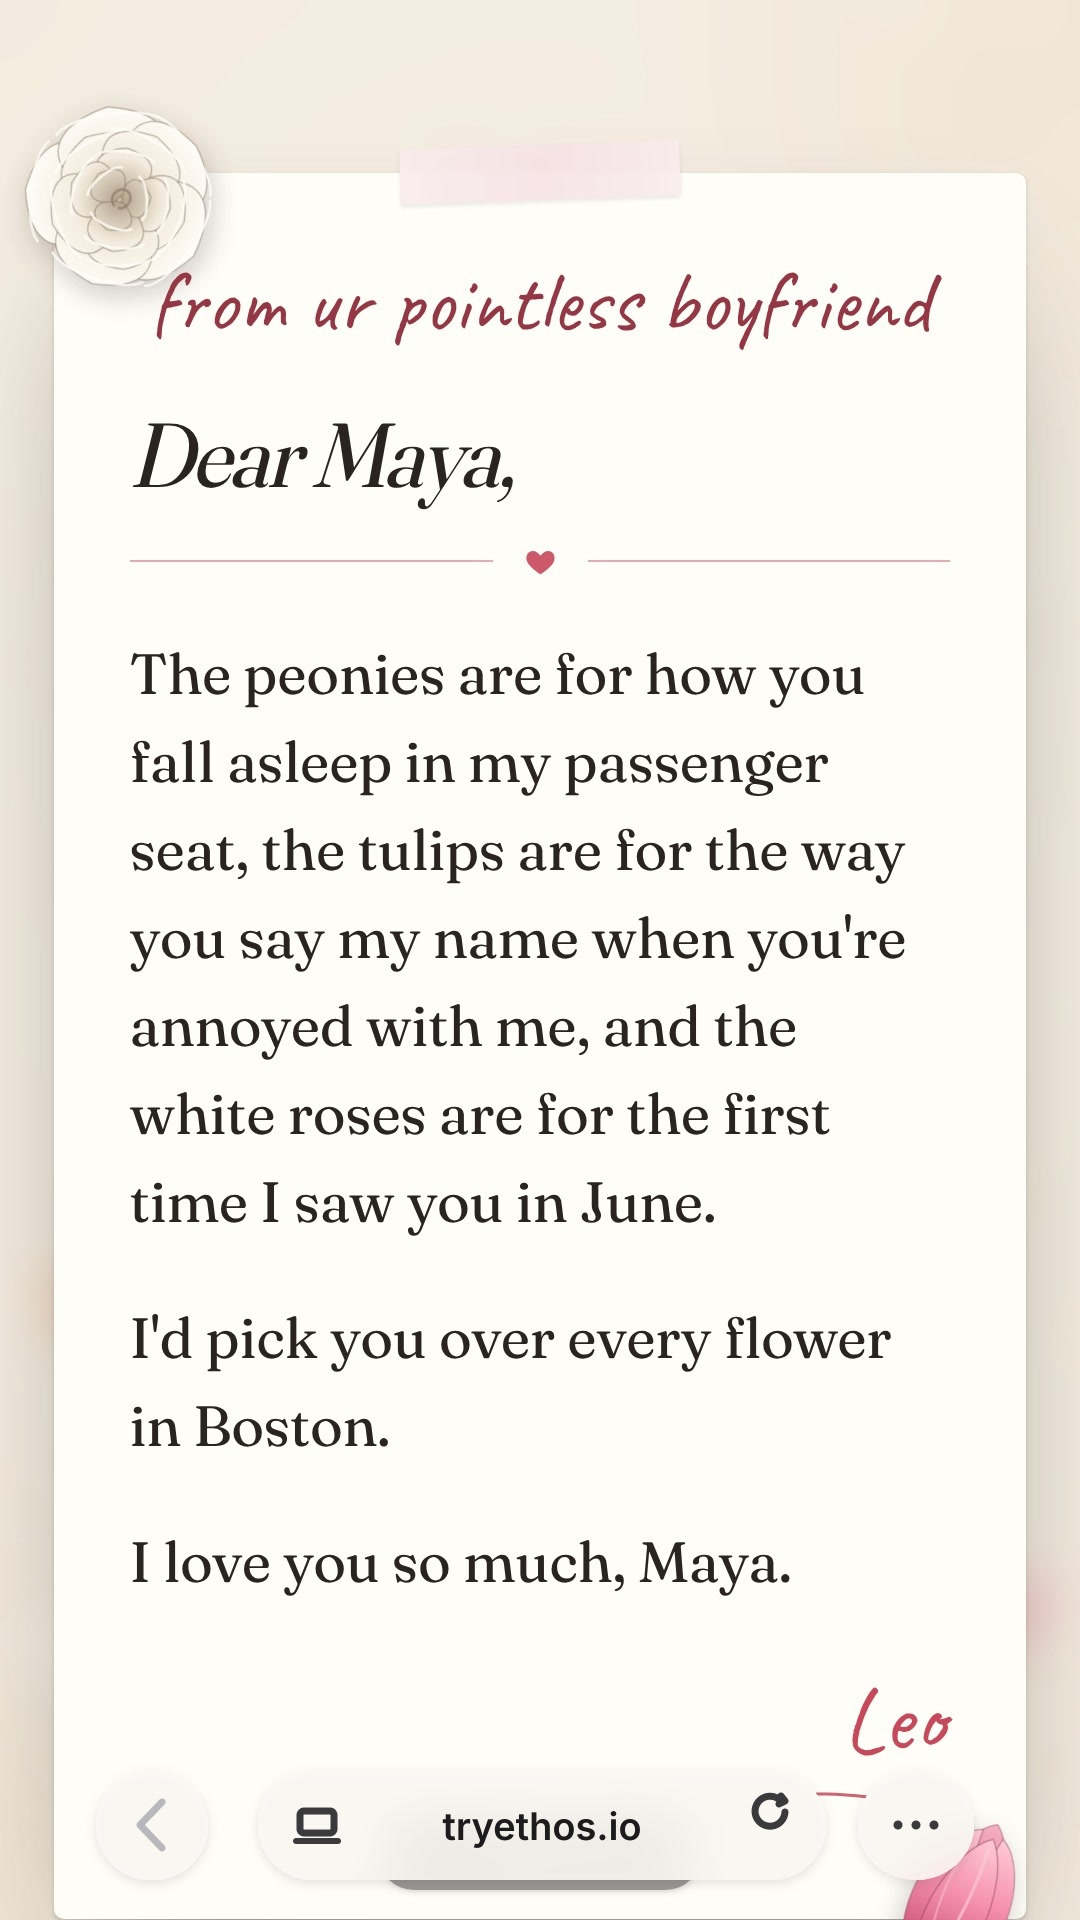 from ur pointless boyfriend
Dear Maya,
The peonies are for how you
fall asleep in my passenger
seat, the tulips are for the way
you say my name when you're
annoyed with me, and the
white roses are for the first
time I saw you in June.
I'd pick you over every flower
in Boston.
I love you so much, Maya.
Leo
tryethos.io